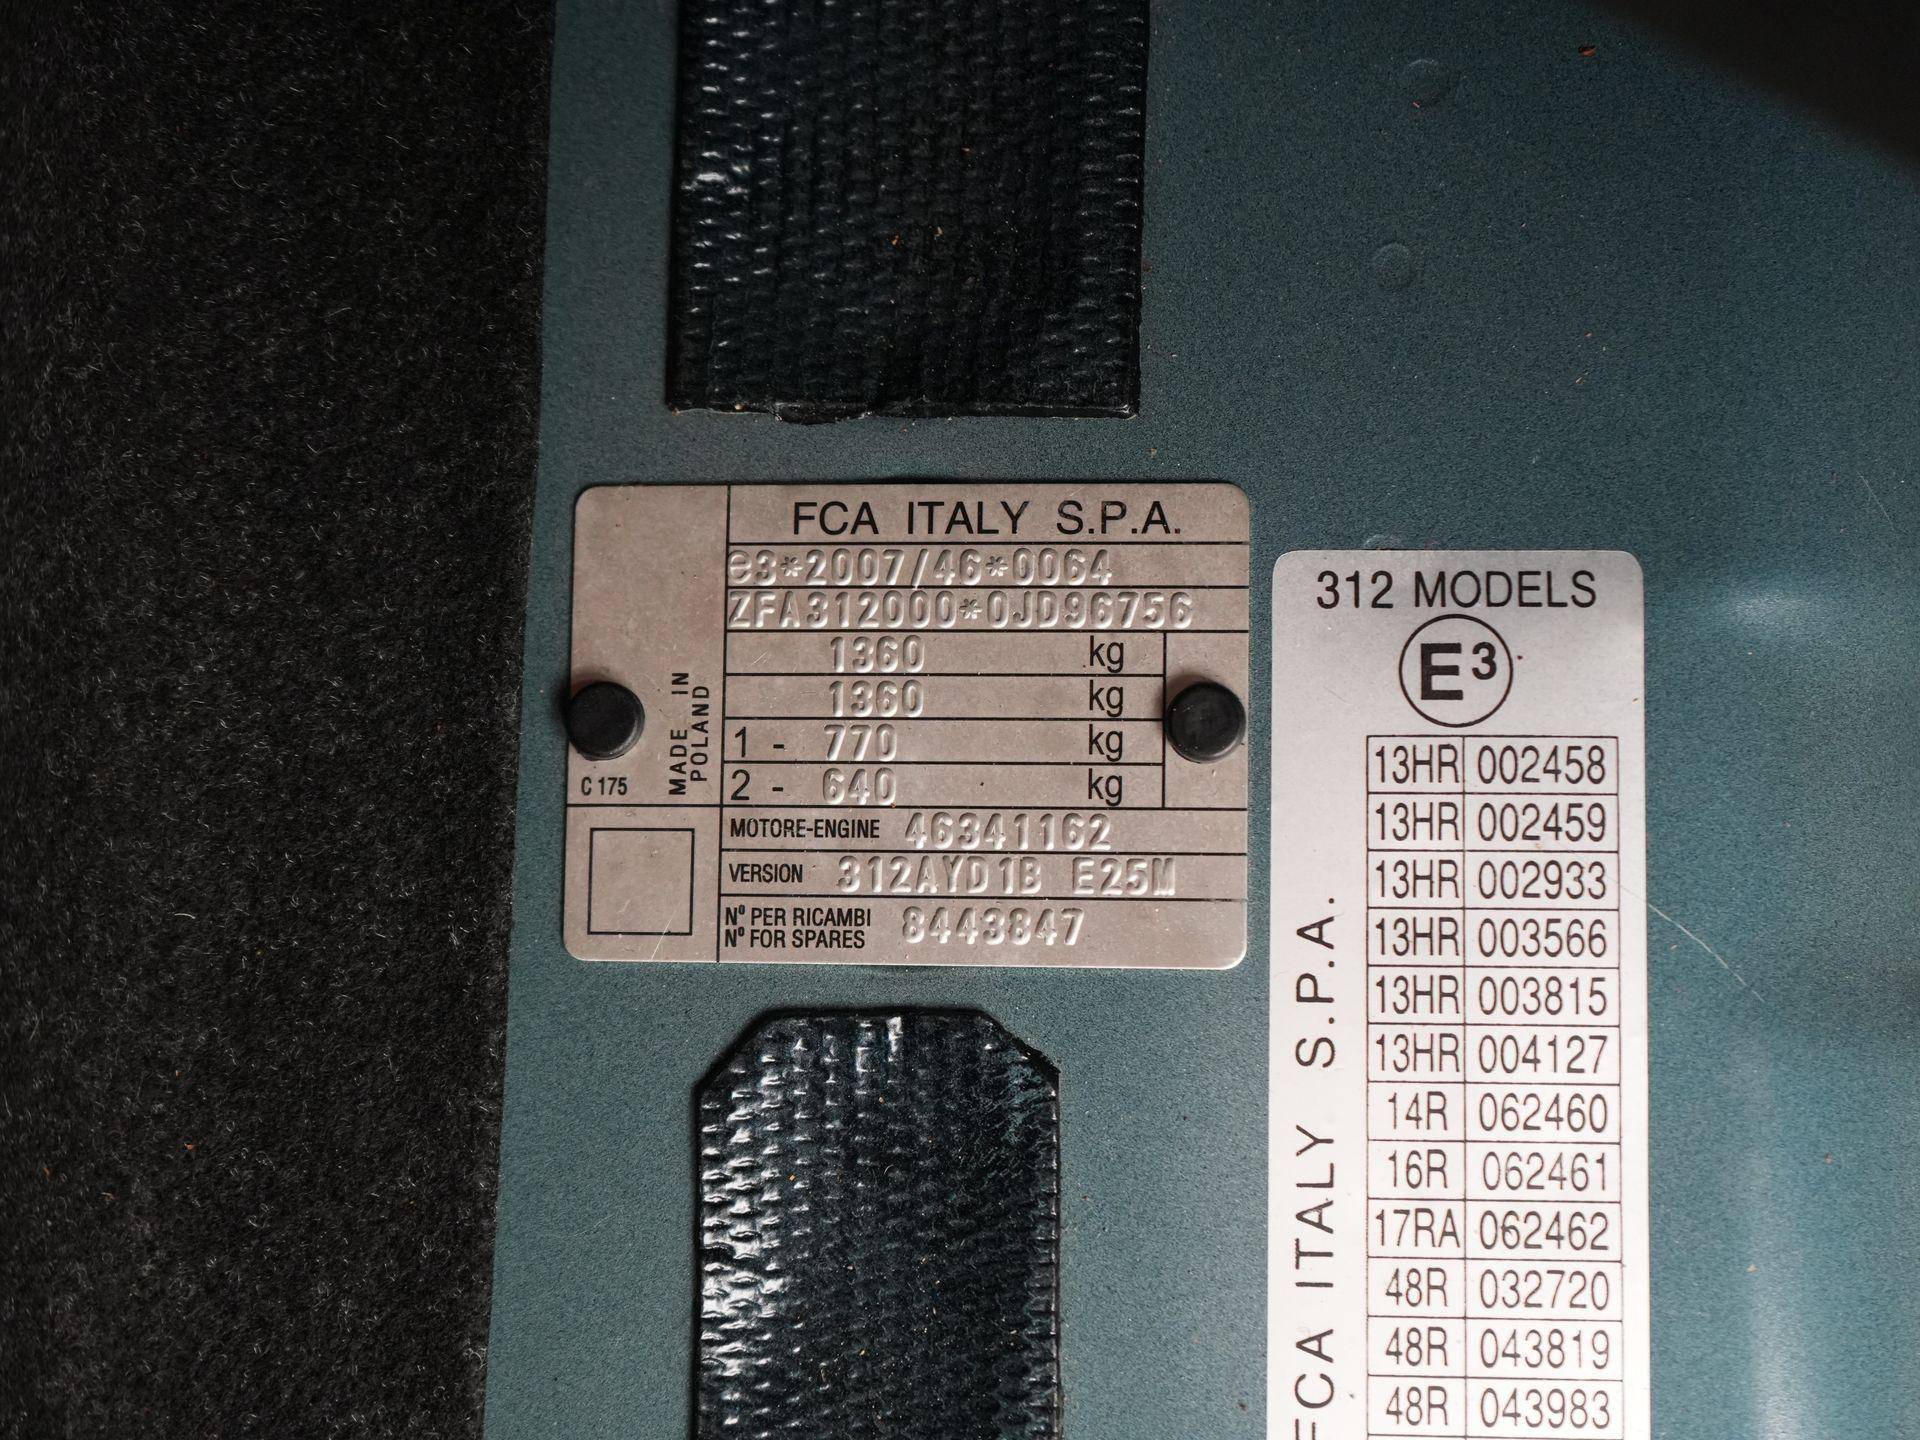 FCA ITALY S.P.A.
e3*2007/46*0064
ZFA312000*0JD96756
1360 kg
1360 kg
1 - 770 kg
2 - 640 kg
MADE IN
POLAND
C 175
MOTORE-ENGINE 46341162
VERSION 312AYD1B E25M
Nº PER RICAMBI
Nº FOR SPARES 8443847
312 MODELS
E3
FCA ITALY S.P.A.
13HR 002458
13HR 002459
13HR 002933
13HR 003566
13HR 003815
13HR 004127
14R 062460
16R 062461
17RA 062462
48R 032720
48R 043819
48R 043983